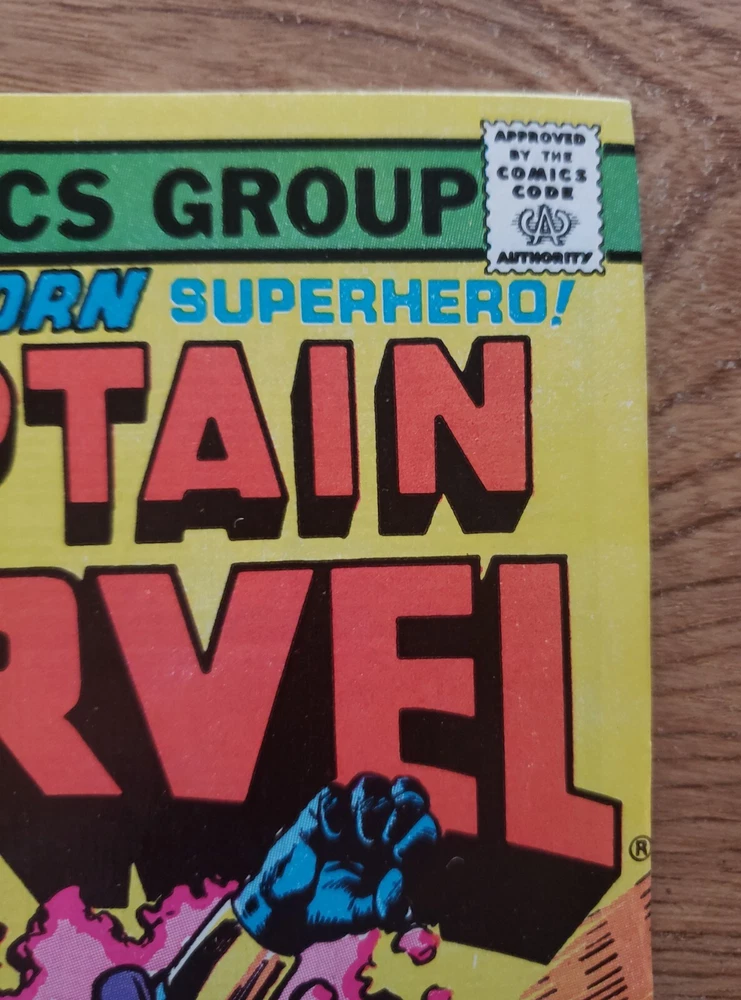 APPROVED
BY THE
COMICS
CODE
A
AUTHORITY
CS GROUP
ORN SUPERHERO!
PTAIN
RVEL
®